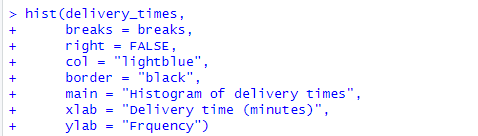 > hist(delivery_times,
+      breaks = breaks,
+      right = FALSE,
+      col = "lightblue",
+      border = "black",
+      main = "Histogram of delivery times",
+      xlab = "Delivery time (minutes)",
+      ylab = "Frquency")